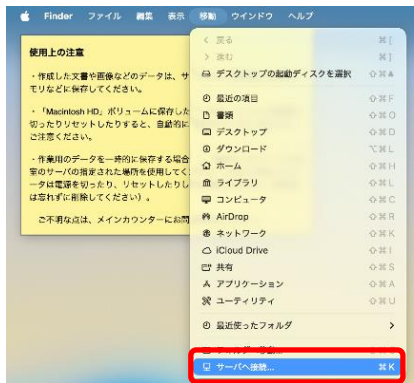 Finder ファイル 編集 表示 移動 ウインドウ ヘルプ
使用上の注意
・作成した文書や画像などのデータは、サ
モリなどに保存してください。
・「Macintosh HD」ボリュームに保存した
切ったりリセットしたりすると、自動的に
ご注意ください。
・作業用のデータを一時的に保存する場合
室のサーバの指定された場所を使用してく
ータは電源を切ったり、リセットしたりし
は忘れずに削除してください）。
ご不明な点は、メインカウンターにお問
戻る ⌘[
進む ⌘]
デスクトップの起動ディスクを選択 ⇧⌘▲
最近の項目 ⇧⌘F
書類 ⇧⌘O
デスクトップ ⇧⌘D
ダウンロード ⌥⌘L
ホーム ⇧⌘H
ライブラリ ⇧⌘L
コンピュータ ⇧⌘C
AirDrop ⇧⌘R
ネットワーク ⇧⌘K
iCloud Drive ⇧⌘I
共有 ⇧⌘S
アプリケーション ⇧⌘A
ユーティリティ ⇧⌘U
最近使ったフォルダ
サーバへ接続... ⌘K